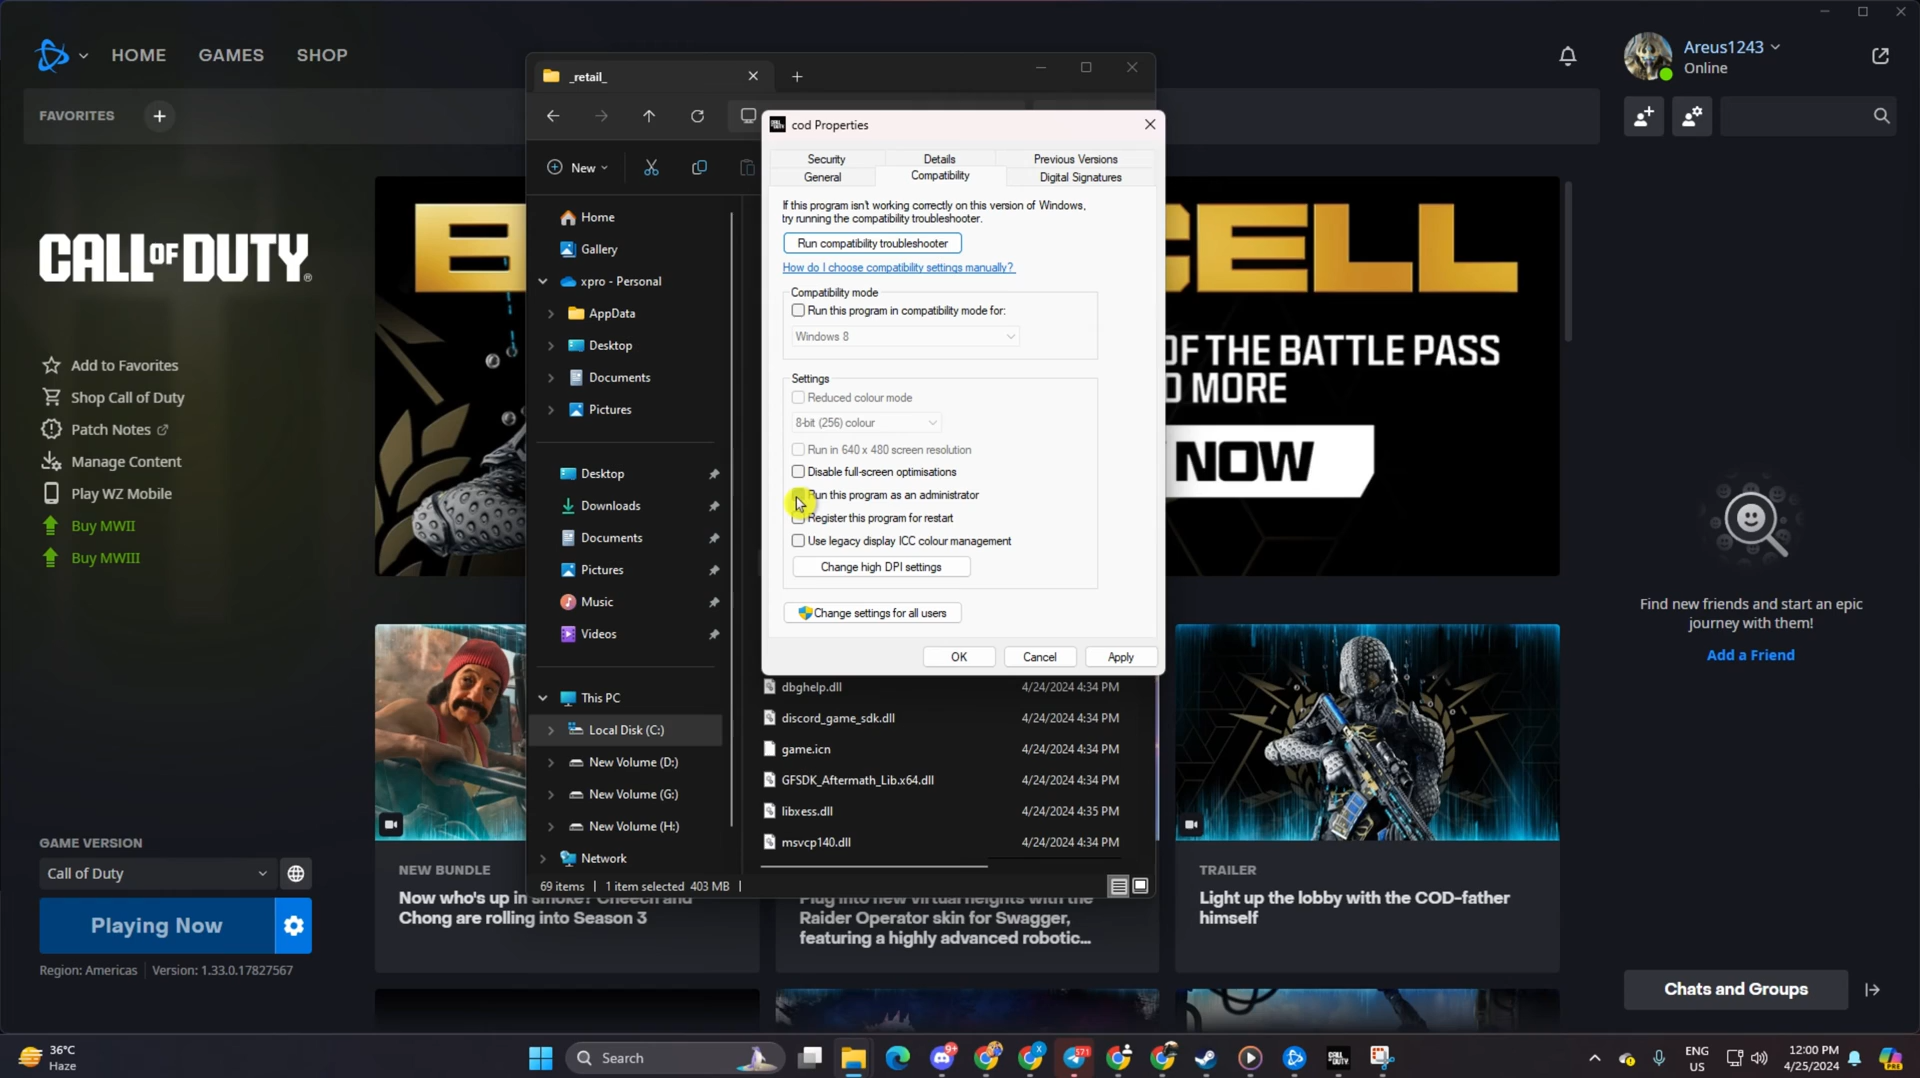 HOME
GAMES
SHOP
Areus1243
Online
FAVORITES
_retail_
New
cod Properties
Security
Details
Previous Versions
General
Compatibility
Digital Signatures
If this program isn't working correctly on this version of Windows,
try running the compatibility troubleshooter.
Run compatibility troubleshooter
How do I choose compatibility settings manually?
Compatibility mode
Run this program in compatibility mode for:
Windows 8
Settings
Reduced colour mode
8-bit (256) colour
Run in 640 x 480 screen resolution
Disable full-screen optimisations
Run this program as an administrator
Register this program for restart
Use legacy display ICC colour management
Change high DPI settings
Change settings for all users
OK
Cancel
Apply
Home
Gallery
xpro - Personal
AppData
Desktop
Documents
Pictures
Desktop
Downloads
Documents
Pictures
Music
Videos
This PC
Local Disk (C:)
New Volume (D:)
New Volume (G:)
New Volume (H:)
Network
dbghelp.dll 4/24/2024 4:34 PM
discord_game_sdk.dll 4/24/2024 4:34 PM
game.icn 4/24/2024 4:34 PM
GFSDK_Aftermath_Lib.x64.dll 4/24/2024 4:34 PM
libxess.dll 4/24/2024 4:35 PM
msvcp140.dll 4/24/2024 4:34 PM
69 items
1 item selected 403 MB
CALL OF DUTY
Add to Favorites
Shop Call of Duty
Patch Notes
Manage Content
Play WZ Mobile
Buy MWII
Buy MWIII
GAME VERSION
Call of Duty
Playing Now
Region: Americas
Version: 1.33.0.17827567
B
CELL
OF THE BATTLE PASS
D MORE
NOW
NEW BUNDLE
Now who's up in smoke? Cheech and
Chong are rolling into Season 3
Plug into new virtual heights with the
Raider Operator skin for Swagger,
featuring a highly advanced robotic...
TRAILER
Light up the lobby with the COD-father
himself
Find new friends and start an epic
journey with them!
Add a Friend
Chats and Groups
36°C
Haze
Search
9+
571
ENG
US
12:00 PM
4/25/2024
PRE